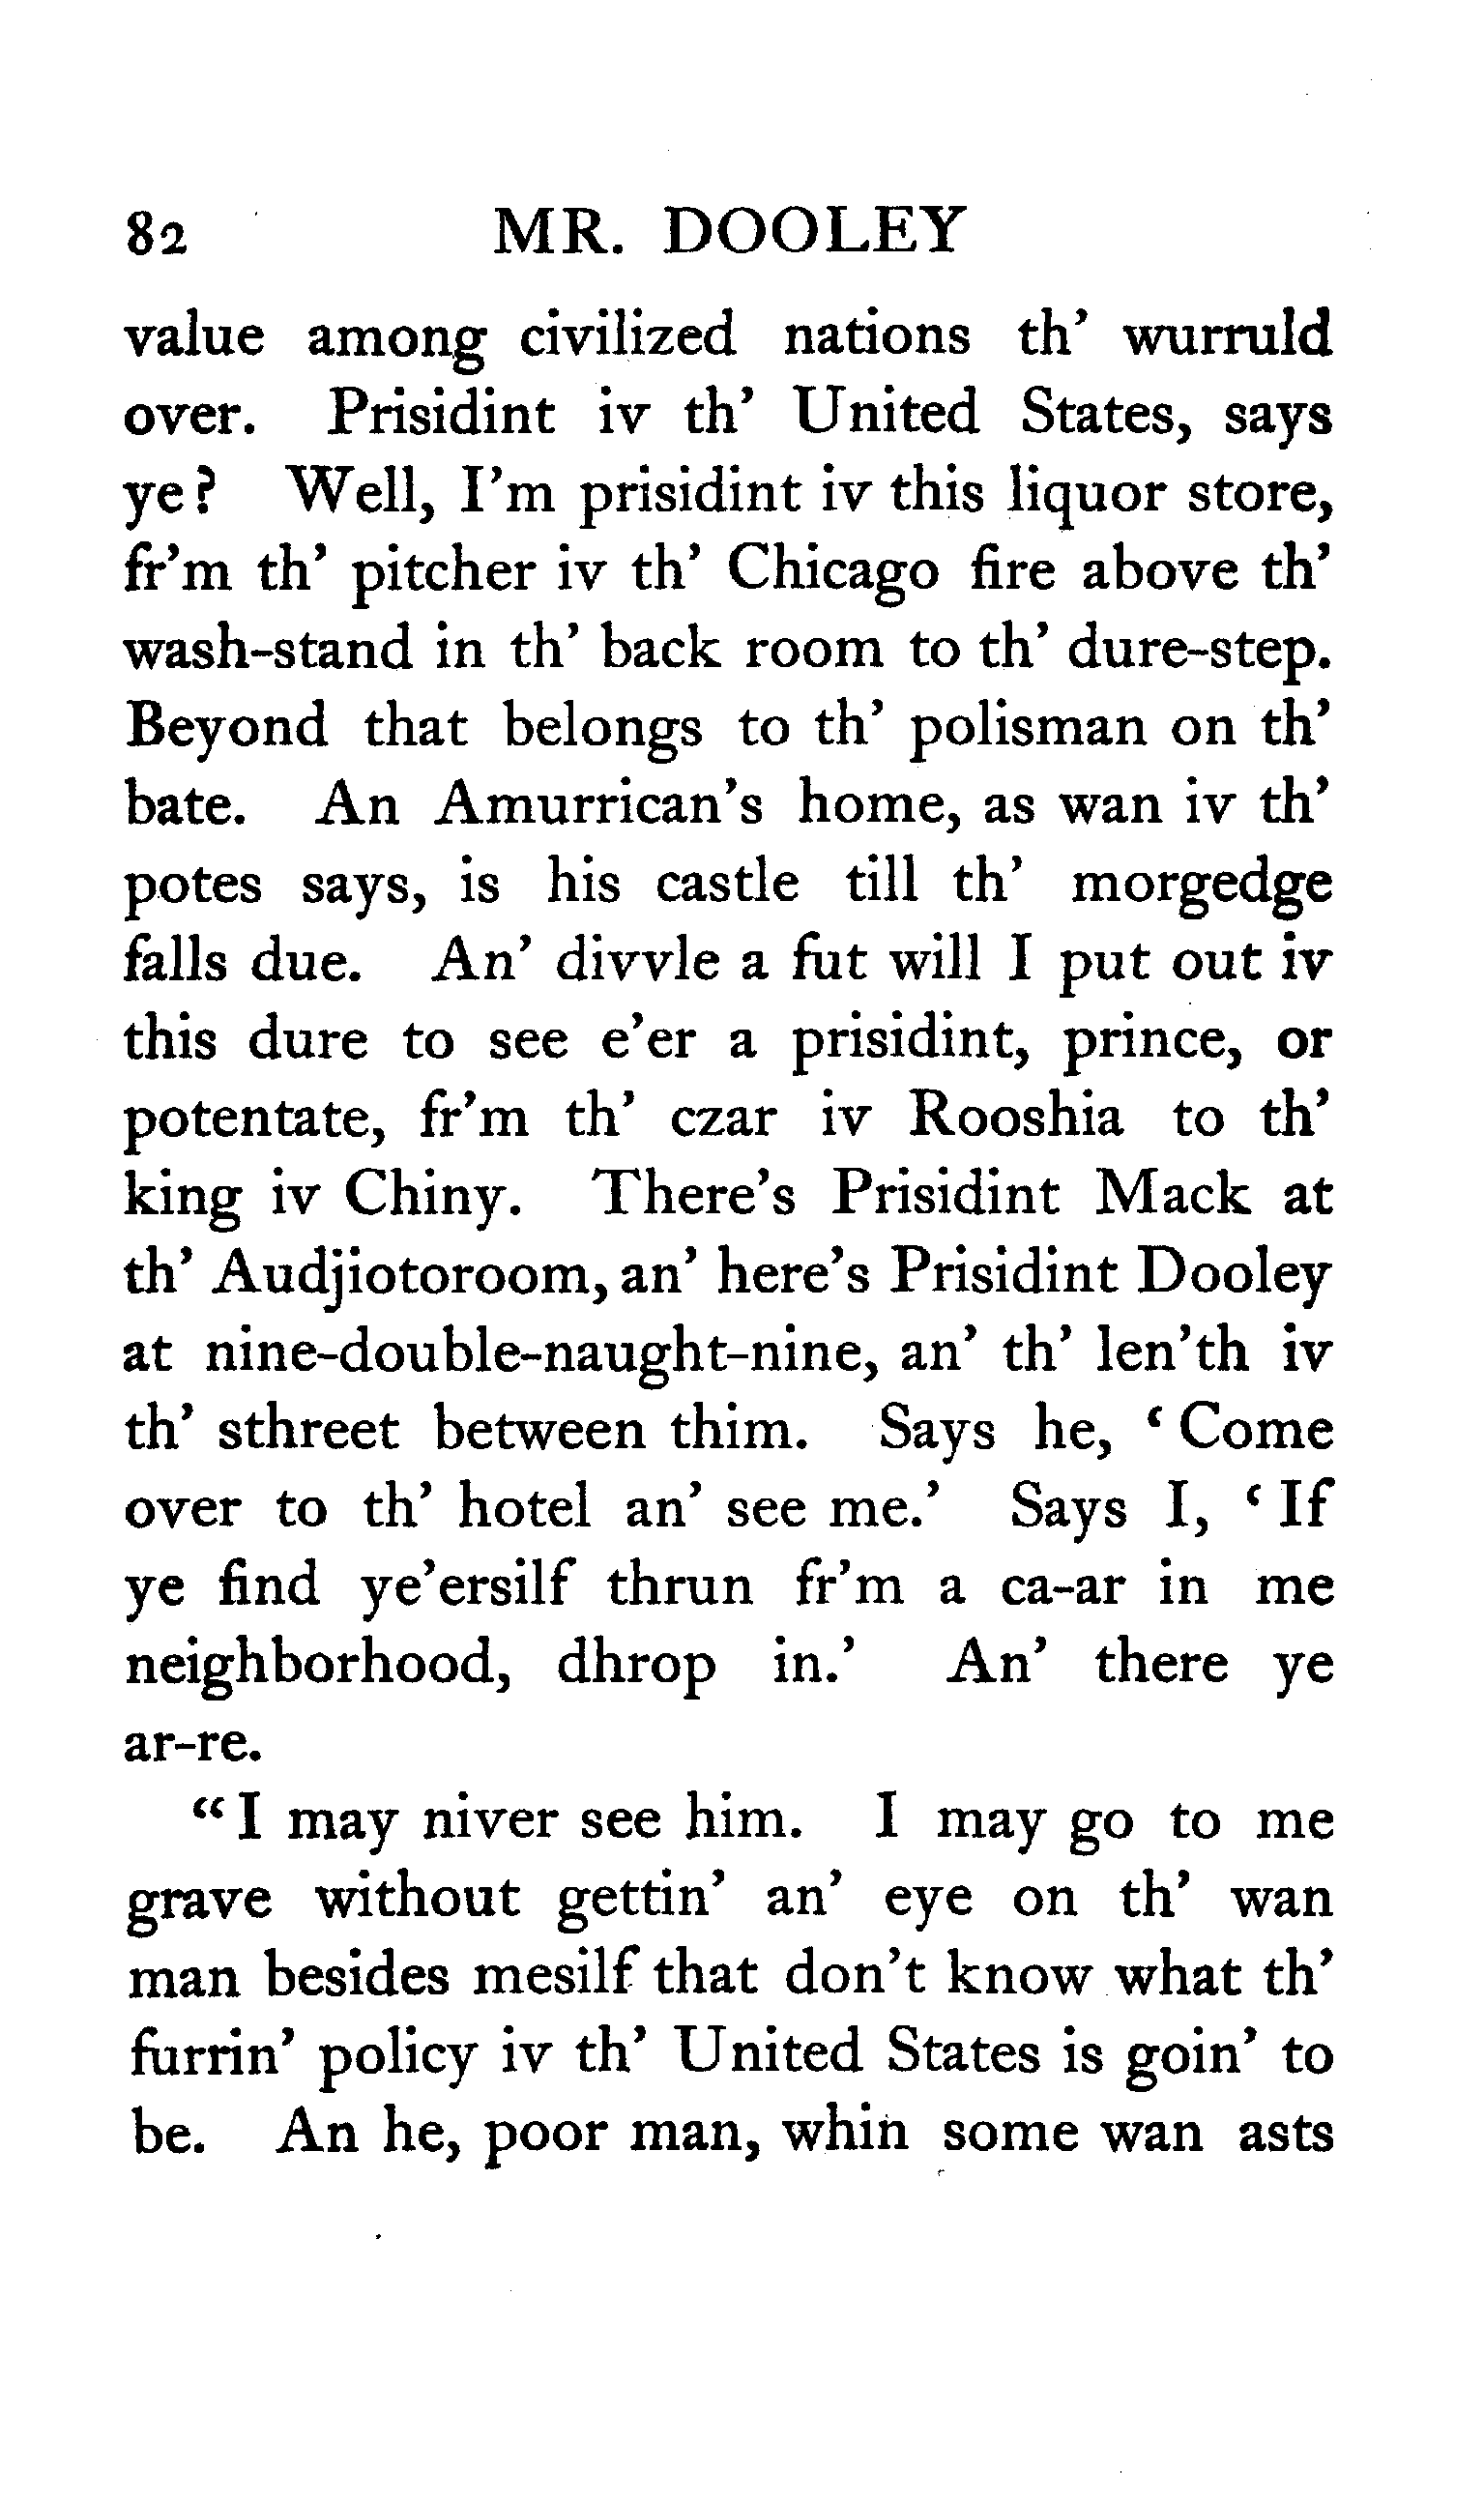 82 MR. DOOLEY
value among civilized nations th' wurruld
over. Prisidint iv th' United States, says
ye? Well, I'm prisidint iv this liquor store,
fr'm th' pitcher iv th' Chicago fire above th'
wash-stand in th' back room to th' dure-step.
Beyond that belongs to th' polisman on th'
bate. An Amurrican's home, as wan iv th'
potes says, is his castle till th' morgedge
falls due. An' divvle a fut will I put out iv
this dure to see e'er a prisidint, prince, or
potentate, fr'm th' czar iv Rooshia to th'
king iv Chiny. There's Prisidint Mack at
th' Audjiotoroom, an' here's Prisidint Dooley
at nine-double-naught-nine, an' th' len'th iv
th' sthreet between thim. Says he, ‘Come
over to th' hotel an' see me.’ Says I, ‘If
ye find ye'ersilf thrun fr'm a ca-ar in me
neighborhood, dhrop in.’ An' there ye
ar-re.
“I may niver see him. I may go to me
grave without gettin' an' eye on th' wan
man besides mesilf that don't know what th'
furrin' policy iv th' United States is goin' to
be. An he, poor man, whin some wan asts